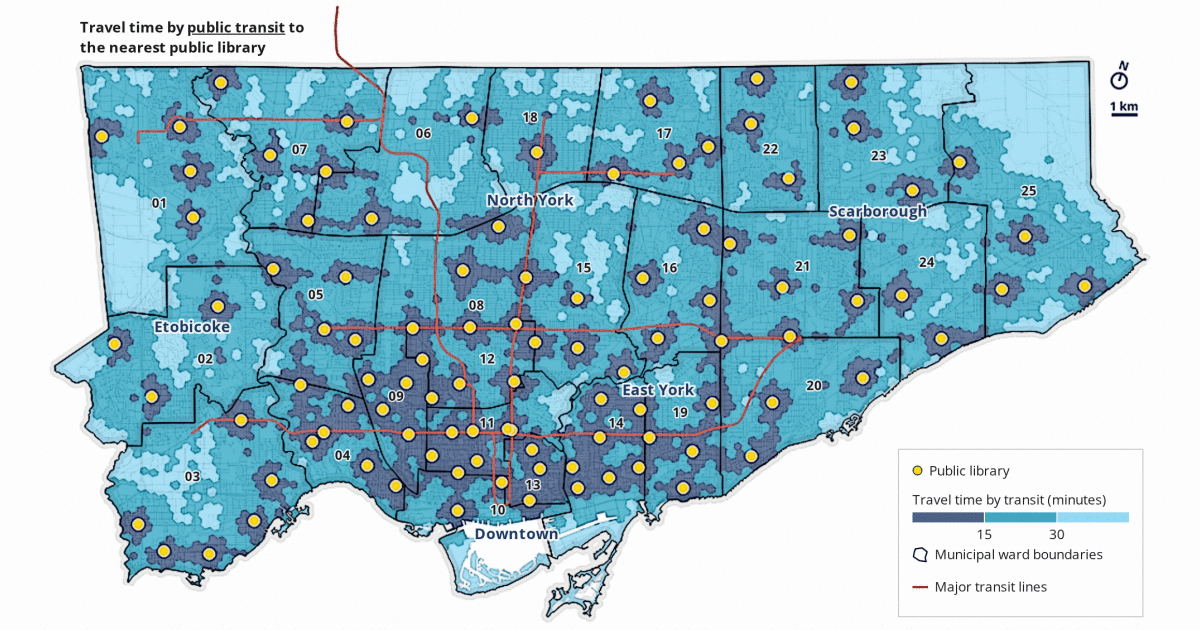 Travel time by public transit to
the nearest public library
N
1 km
18
06
17
22
07
23
25
01
North York
Scarborough
24
15
16
21
05
08
Etobicoke
02
12
20
East York
09
19
11
14
04
03
13
10
Downtown
Public library
Travel time by transit (minutes)
15 30
Municipal ward boundaries
Major transit lines